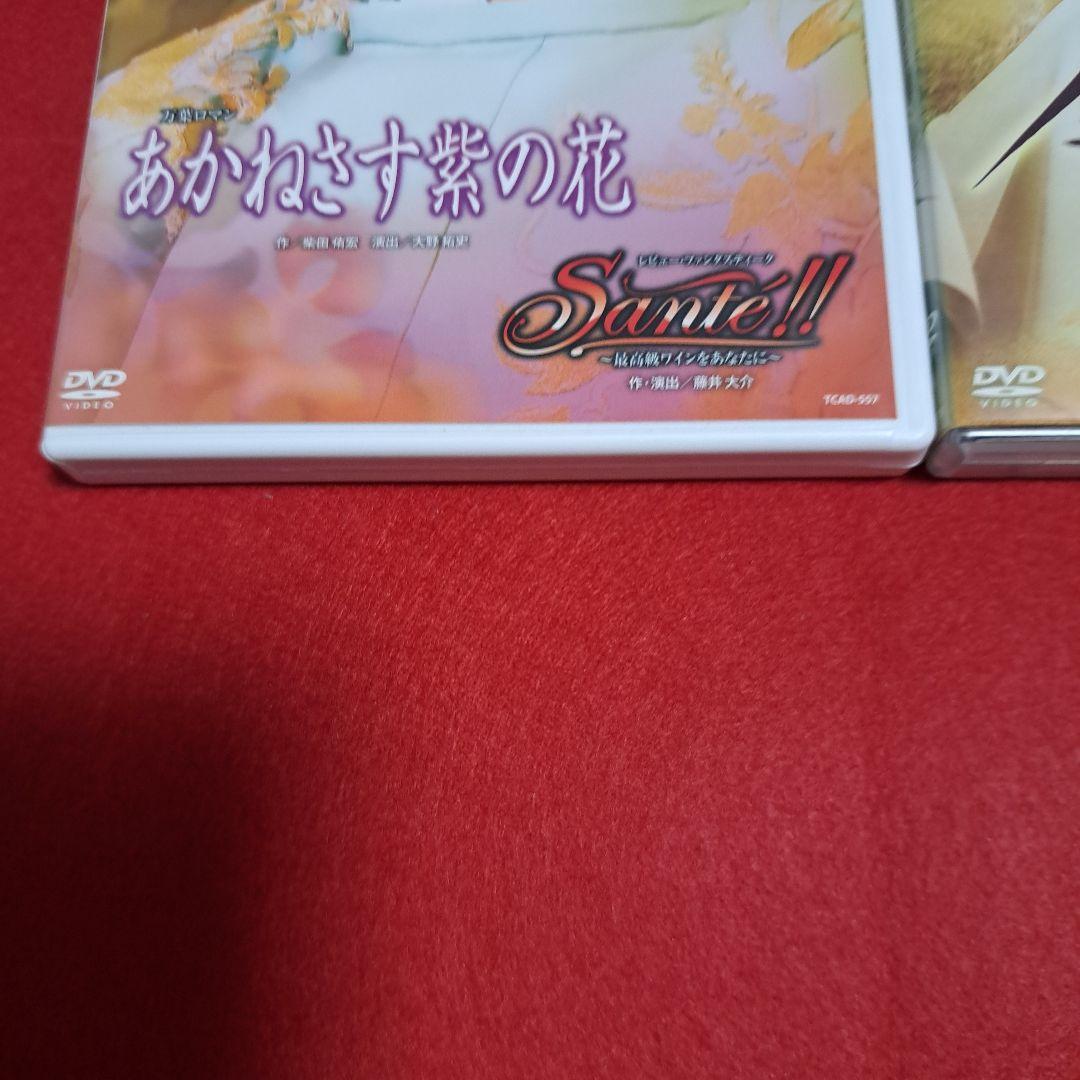 万葉ロマン
あかねさす紫の花
作／柴田侑宏 演出／大野拓史
レビュー・ファンタスティーク
Santé!!
～最高級ワインをあなたに～
作・演出／藤井大介
DVD
VIDEO
TCAD-557
DVD
VIDEO